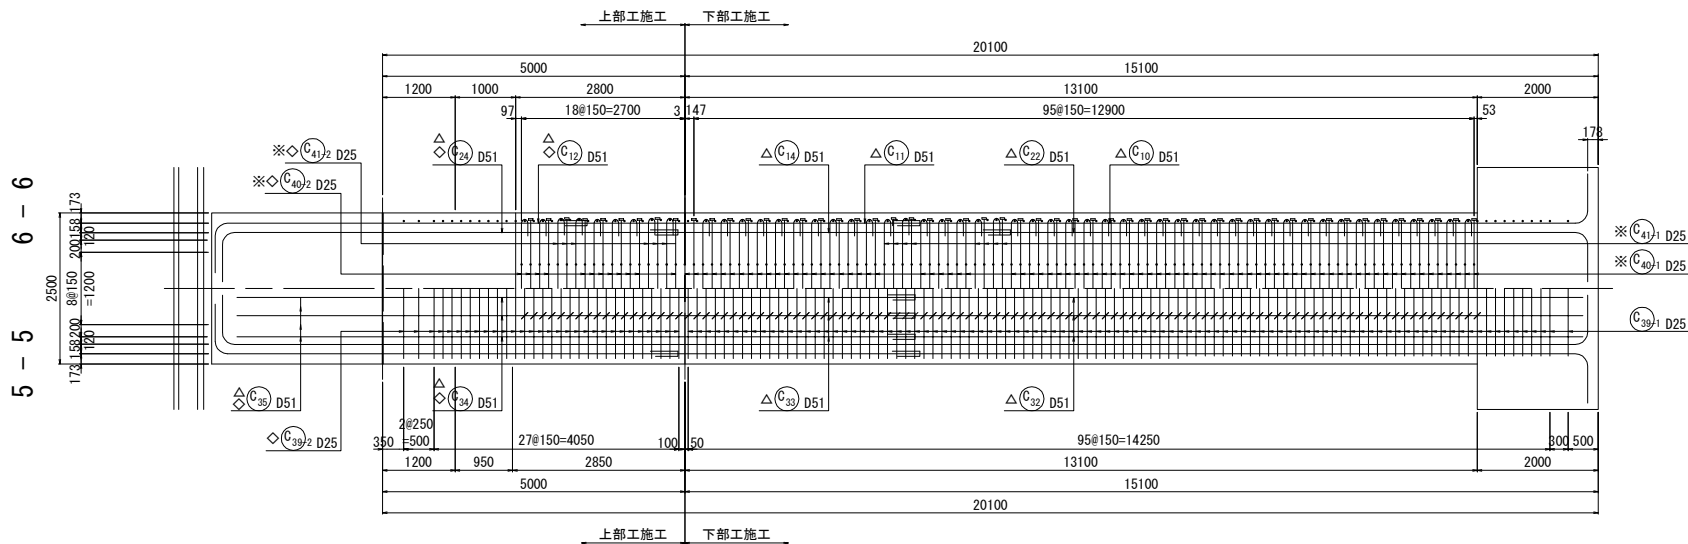 上部工施工 下部工施工
20100
5000 15100
1200 1000 2800 13100 2000
97 18@150=2700 3 147 95@150=12900 53
178
※◇C41-2 D25
△◇C24 D51
△◇C12 D51
△C14 D51
△C11 D51
△C22 D51
△C10 D51
※◇C40-2 D25
6 - 6
173
158
120
200
2500
8@150
=1200
200
120
158
173
5 - 5
※C41-1 D25
※C40-1 D25
C39-1 D25
△◇C35 D51
△◇C34 D51
△C33 D51
△C32 D51
◇C39-2 D25
2@250
350 =500 27@150=4050 100 50 95@150=14250 300 500
1200 950 2850 13100 2000
5000 15100
20100
上部工施工 下部工施工